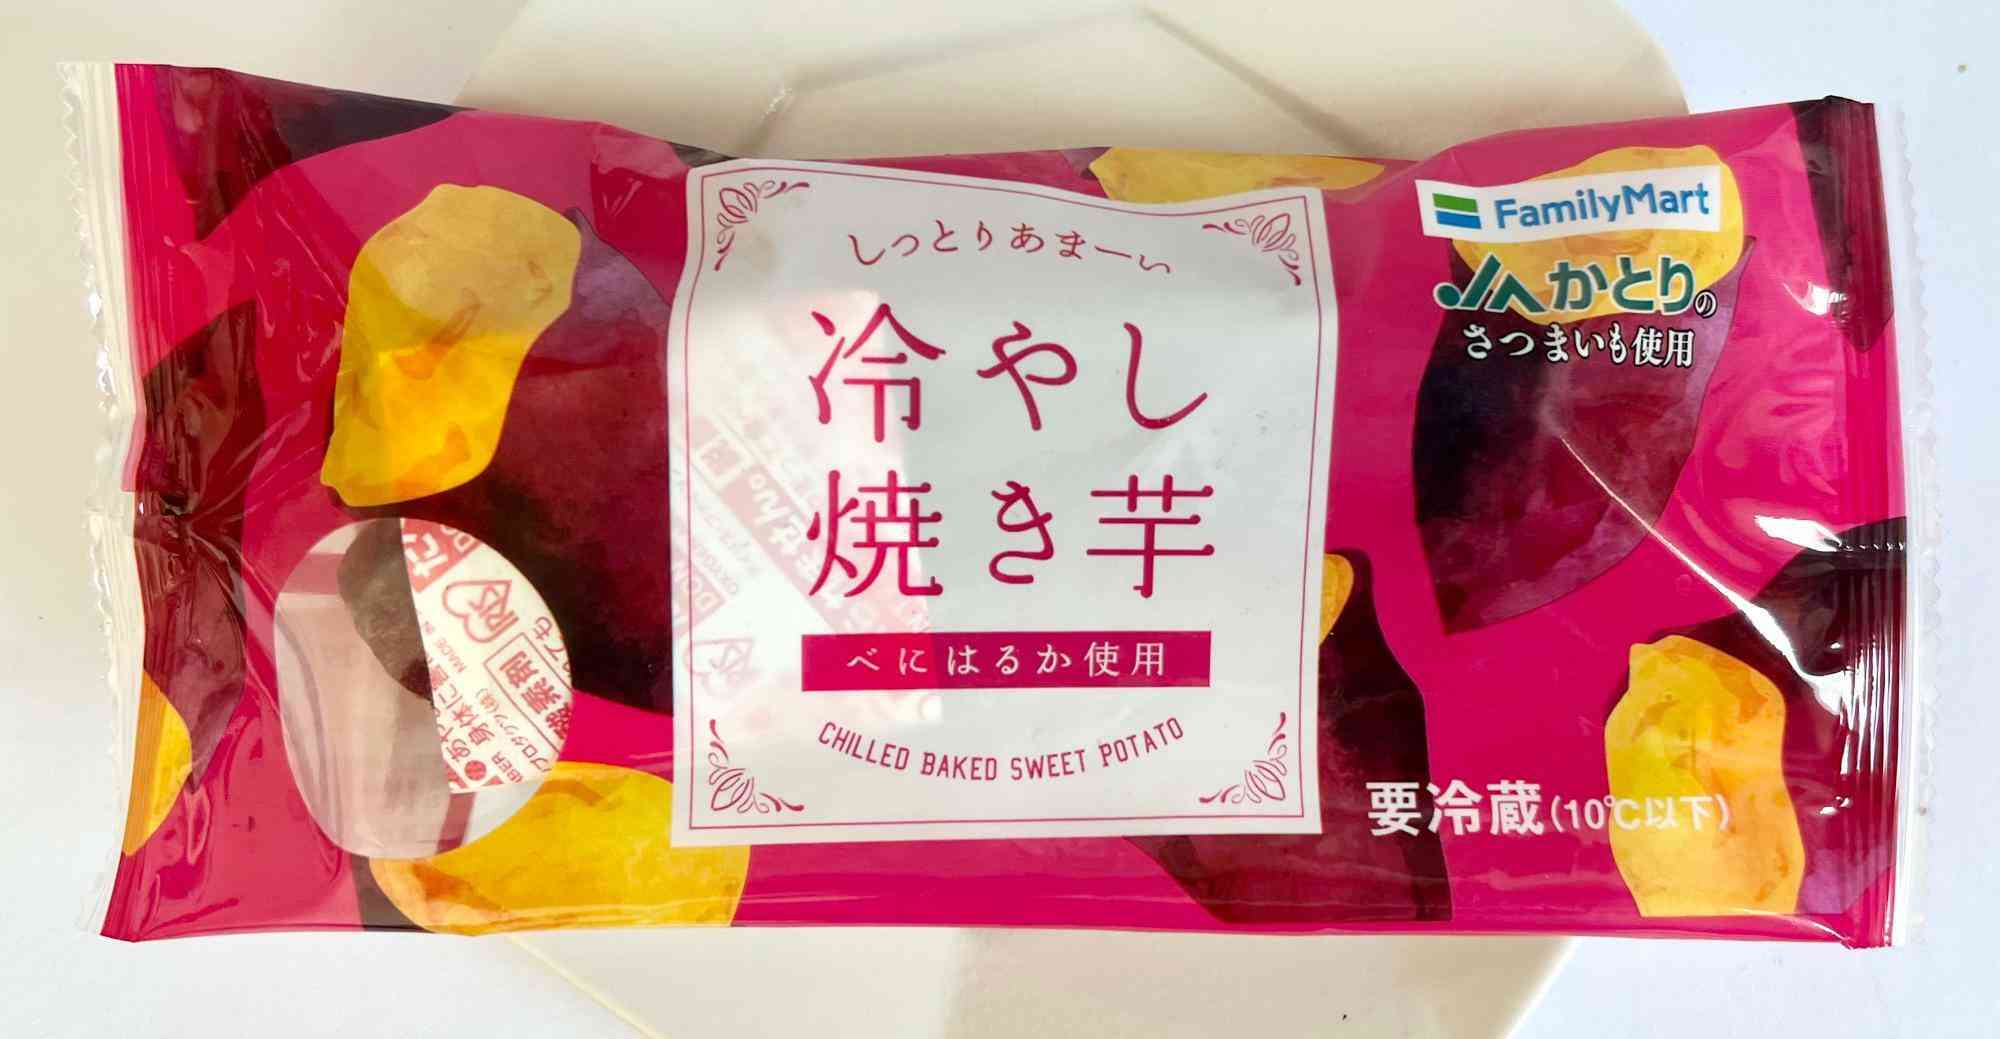 しっとりあまーい
冷やし
焼き芋
べにはるか使用
CHILLED BAKED SWEET POTATO
FamilyMart
JAかとりの
さつまいも使用
要冷蔵(10℃以下)
MADE IN